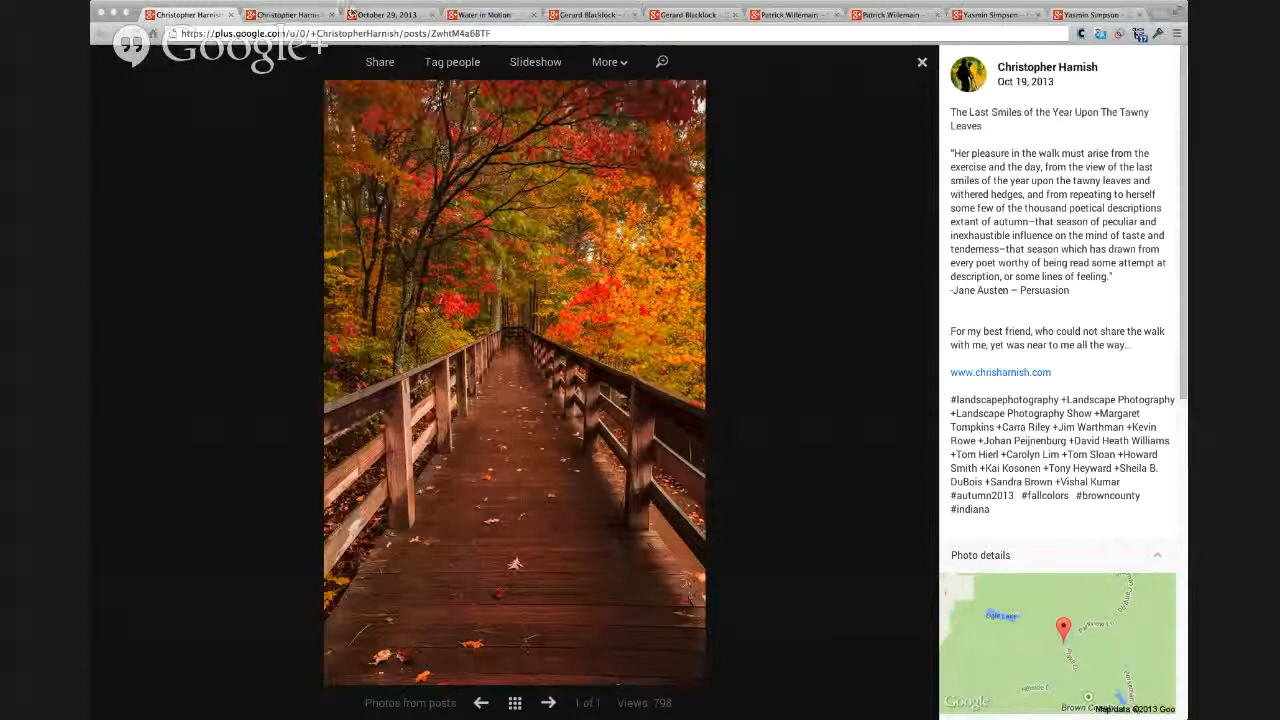 Christopher Harnish
Christopher Harnis
October 29, 2013
Water in Motion
Gerard Blacklock
Gerard Blacklock
Patrick Willemain
Patrick Willemain
Yasmin Simpson
Yasmin Simpson
https://plus.google.com/u/0/+ChristopherHarnish/posts/ZwhtM4a6BTF
Google+
Share Tag people Slideshow More
Christopher Harnish
Oct 19, 2013
The Last Smiles of the Year Upon The Tawny
Leaves
"Her pleasure in the walk must arise from the
exercise and the day, from the view of the last
smiles of the year upon the tawny leaves and
withered hedges, and from repeating to herself
some few of the thousand poetical descriptions
extant of autumn–that season of peculiar and
inexhaustible influence on the mind of taste and
tenderness–that season which has drawn from
every poet worthy of being read some attempt at
description, or some lines of feeling."
-Jane Austen – Persuasion
For my best friend, who could not share the walk
with me, yet was near to me all the way...
www.chrisharnish.com
#landscapephotography +Landscape Photography
+Landscape Photography Show +Margaret
Tompkins +Carra Riley +Jim Warthman +Kevin
Rowe +Johan Peijnenburg +David Heath Williams
+Tom Hierl +Carolyn Lim +Tom Sloan +Howard
Smith +Kai Kosonen +Tony Heyward +Sheila B.
DuBois +Sandra Brown +Vishal Kumar
#autumn2013 #fallcolors #browncounty
#indiana
Photo details
Ogle Lake
Google
Map data ©2013 Goo
Photos from posts 1 of 1 Views 798